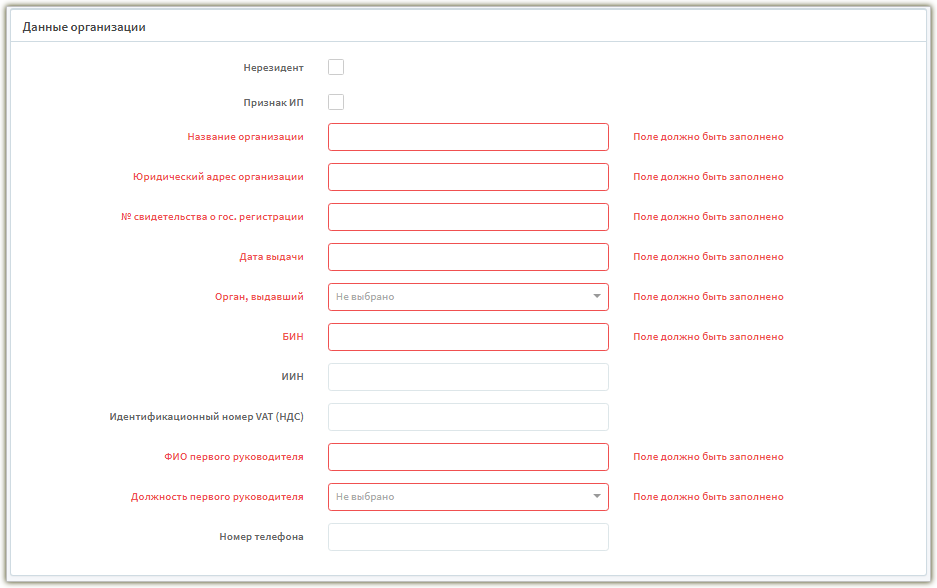 Данные организации
Нерезидент
Признак ИП
Название организации Поле должно быть заполнено
Юридический адрес организации Поле должно быть заполнено
№ свидетельства о гос. регистрации Поле должно быть заполнено
Дата выдачи Поле должно быть заполнено
Орган, выдавший Не выбрано Поле должно быть заполнено
БИН Поле должно быть заполнено
ИИН
Идентификационный номер VAT (НДС)
ФИО первого руководителя Поле должно быть заполнено
Должность первого руководителя Не выбрано Поле должно быть заполнено
Номер телефона